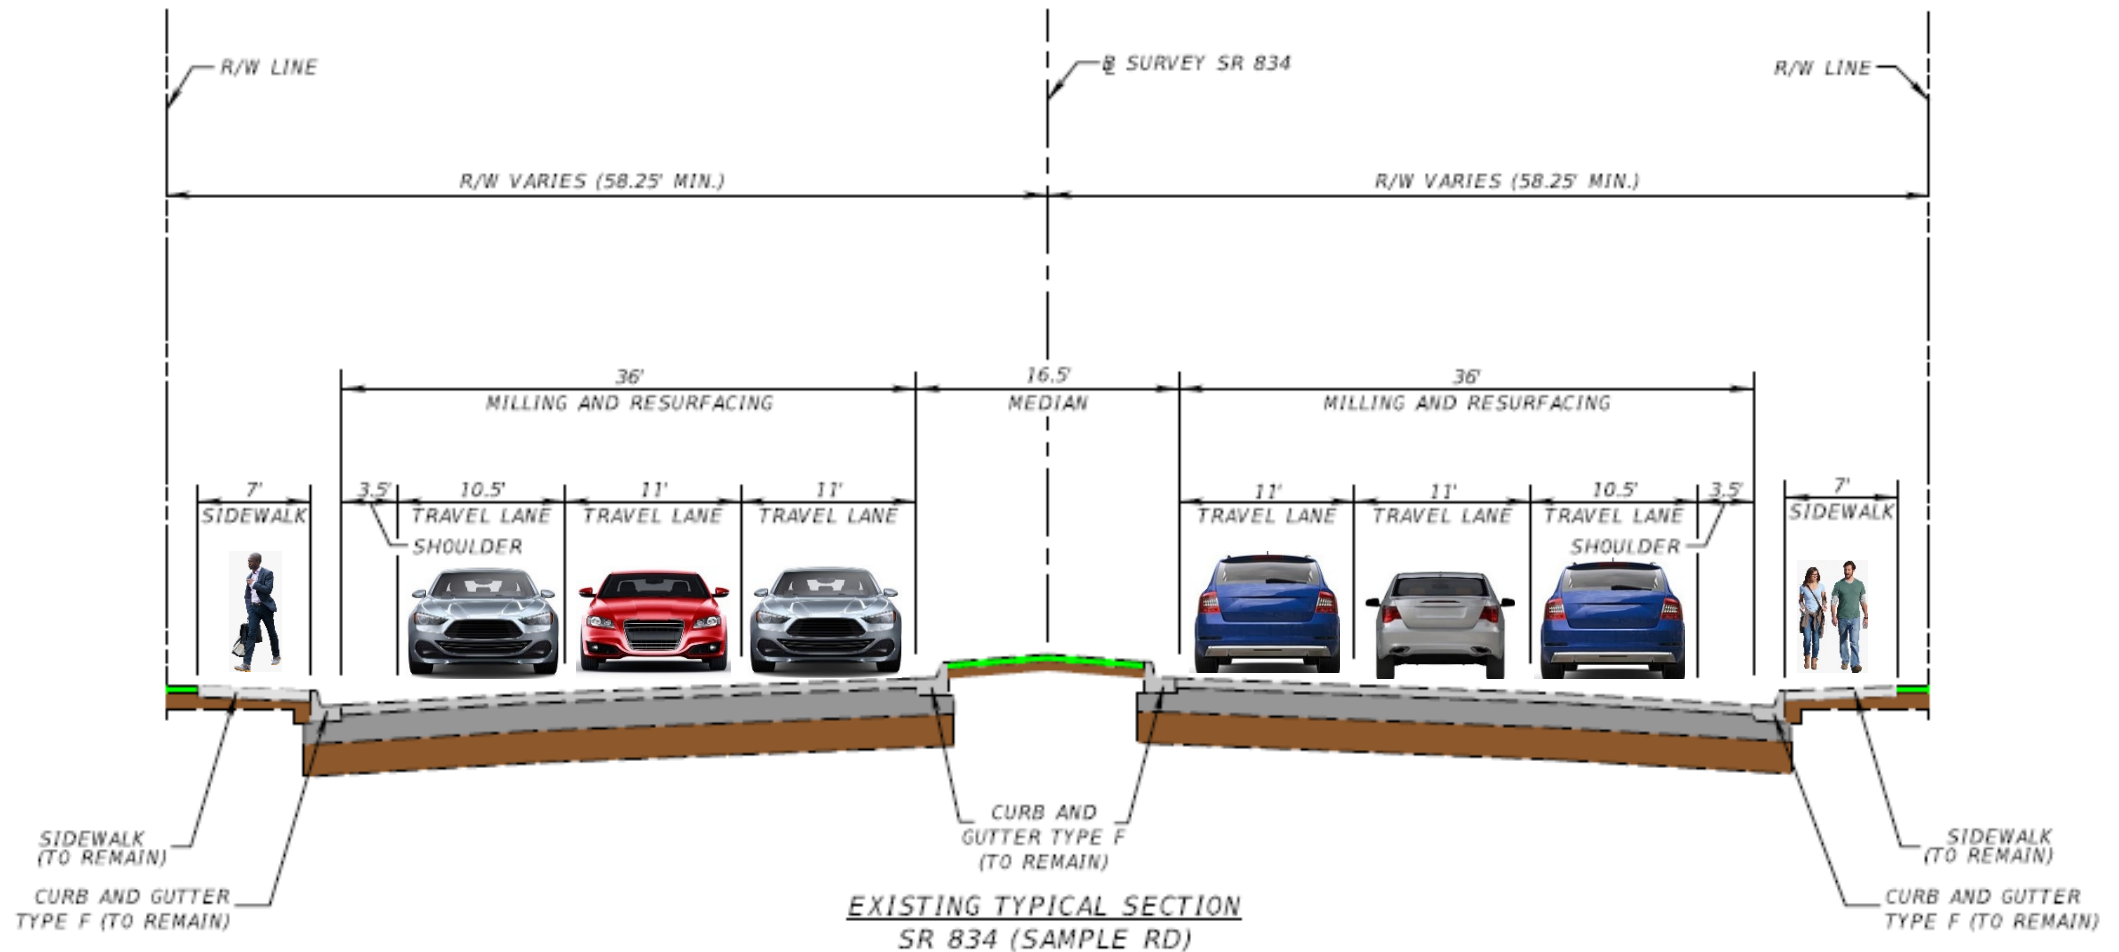 R/W LINE
℄ SURVEY SR 834
R/W LINE
R/W VARIES (58.25' MIN.)
R/W VARIES (58.25' MIN.)
36'
MILLING AND RESURFACING
16.5'
MEDIAN
36'
MILLING AND RESURFACING
7'
SIDEWALK
3.5'
SHOULDER
10.5'
TRAVEL LANE
11'
TRAVEL LANE
11'
TRAVEL LANE
11'
TRAVEL LANE
11'
TRAVEL LANE
10.5'
TRAVEL LANE
3.5'
SHOULDER
7'
SIDEWALK
SIDEWALK
(TO REMAIN)
CURB AND GUTTER
TYPE F (TO REMAIN)
CURB AND
GUTTER TYPE F
(TO REMAIN)
SIDEWALK
(TO REMAIN)
CURB AND GUTTER
TYPE F (TO REMAIN)
EXISTING TYPICAL SECTION
SR 834 (SAMPLE RD)